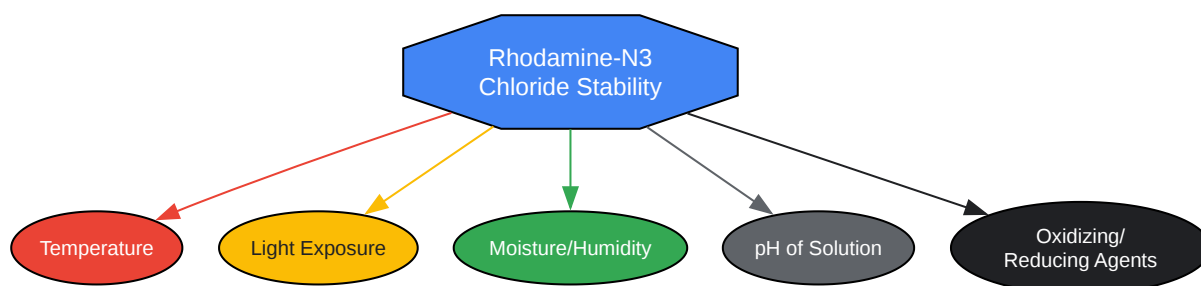 Rhodamine-N3
Chloride Stability
Temperature
Light Exposure
Moisture/Humidity
pH of Solution
Oxidizing/
Reducing Agents